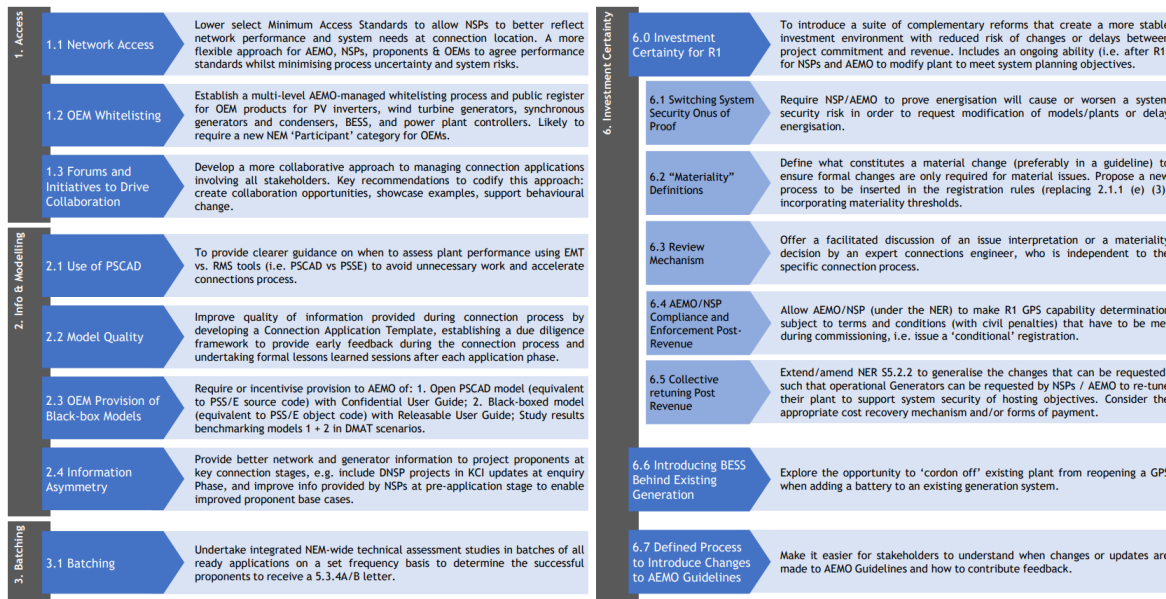 1. Access
1.1 Network Access
Lower select Minimum Access Standards to allow NSPs to better reflect
network performance and system needs at connection location. A more
flexible approach for AEMO, NSPs, proponents & OEMs to agree performance
standards whilst minimising process uncertainty and system risks.
1.2 OEM Whitelisting
Establish a multi-level AEMO-managed whitelisting process and public register
for OEM products for PV inverters, wind turbine generators, synchronous
generators and condensers, BESS, and power plant controllers. Likely to
require a new NEM ‘Participant’ category for OEMs.
1.3 Forums and
Initiatives to Drive
Collaboration
Develop a more collaborative approach to managing connection applications
involving all stakeholders. Key recommendations to codify this approach:
create collaboration opportunities, showcase examples, support behavioural
change.
2. Info & Modelling
2.1 Use of PSCAD
To provide clearer guidance on when to assess plant performance using EMT
vs. RMS tools (i.e. PSCAD vs PSSE) to avoid unnecessary work and accelerate
connections process.
2.2 Model Quality
Improve quality of information provided during connection process by
developing a Connection Application Template, establishing a due diligence
framework to provide early feedback during the connection process and
undertaking formal lessons learned sessions after each application phase.
2.3 OEM Provision of
Black-box Models
Require or incentivise provision to AEMO of: 1. Open PSCAD model (equivalent
to PSS/E source code) with Confidential User Guide; 2. Black-boxed model
(equivalent to PSS/E object code) with Releasable User Guide; Study results
benchmarking models 1 + 2 in DMAT scenarios.
2.4 Information
Asymmetry
Provide better network and generator information to project proponents at
key connection stages, e.g. include DNSP projects in KCI updates at enquiry
Phase, and improve info provided by NSPs at pre-application stage to enable
improved proponent base cases.
3. Batching
3.1 Batching
Undertake integrated NEM-wide technical assessment studies in batches of all
ready applications on a set frequency basis to determine the successful
proponents to receive a 5.3.4A/B letter.
6. Investment Certainty
6.0 Investment
Certainty for R1
To introduce a suite of complementary reforms that create a more stable
investment environment with reduced risk of changes or delays between
project commitment and revenue. Includes an ongoing ability (i.e. after R1)
for NSPs and AEMO to modify plant to meet system planning objectives.
6.1 Switching System
Security Onus of
Proof
Require NSP/AEMO to prove energisation will cause or worsen a system
security risk in order to request modification of models/plants or delay
energisation.
6.2 “Materiality”
Definitions
Define what constitutes a material change (preferably in a guideline) to
ensure formal changes are only required for material issues. Propose a new
process to be inserted in the registration rules (replacing 2.1.1 (e) (3)
incorporating materiality thresholds.
6.3 Review
Mechanism
Offer a facilitated discussion of an issue interpretation or a materiality
decision by an expert connections engineer, who is independent to the
specific connection process.
6.4 AEMO/NSP
Compliance and
Enforcement Post-
Revenue
Allow AEMO/NSP (under the NER) to make R1 GPS capability determination
subject to terms and conditions (with civil penalties) that have to be me
during commissioning, i.e. issue a ‘conditional’ registration.
6.5 Collective
retuning Post
Revenue
Extend/amend NER S5.2.2 to generalise the changes that can be requested,
such that operational Generators can be requested by NSPs / AEMO to re-tune
their plant to support system security of hosting objectives. Consider the
appropriate cost recovery mechanism and/or forms of payment.
6.6 Introducing BESS
Behind Existing
Generation
Explore the opportunity to ‘cordon off’ existing plant from reopening a GPS
when adding a battery to an existing generation system.
6.7 Defined Process
to Introduce Changes
to AEMO Guidelines
Make it easier for stakeholders to understand when changes or updates are
made to AEMO Guidelines and how to contribute feedback.